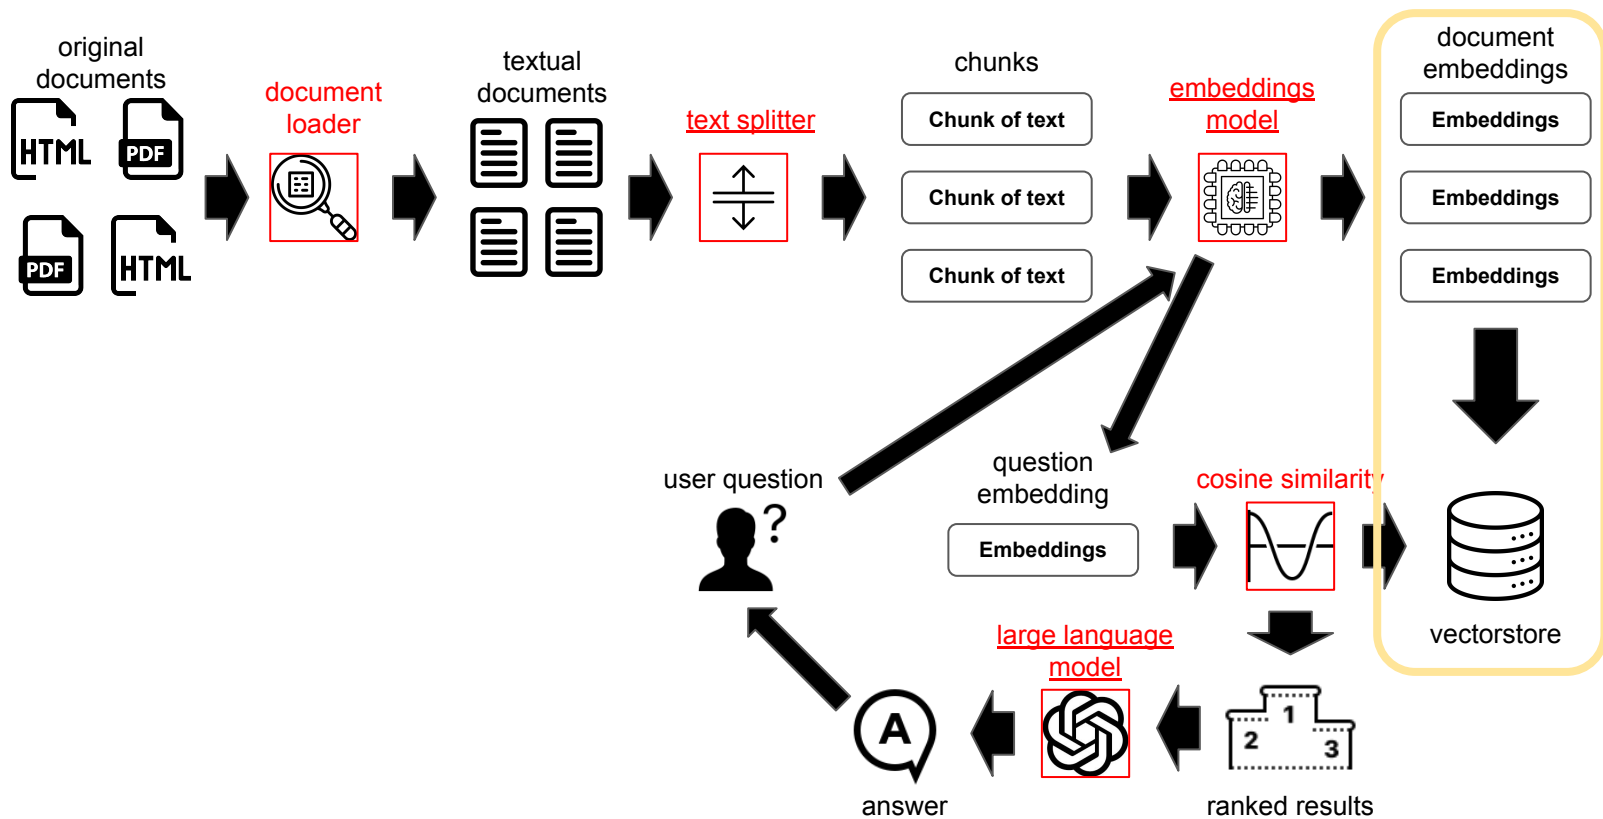 original
documents
HTML
PDF
PDF
HTML
document
loader
textual
documents
text splitter
chunks
Chunk of text
Chunk of text
Chunk of text
embeddings
model
document
embeddings
Embeddings
Embeddings
Embeddings
user question
?
question
embedding
Embeddings
cosine similarity
vectorstore
large language
model
A
answer
1
2
3
ranked results